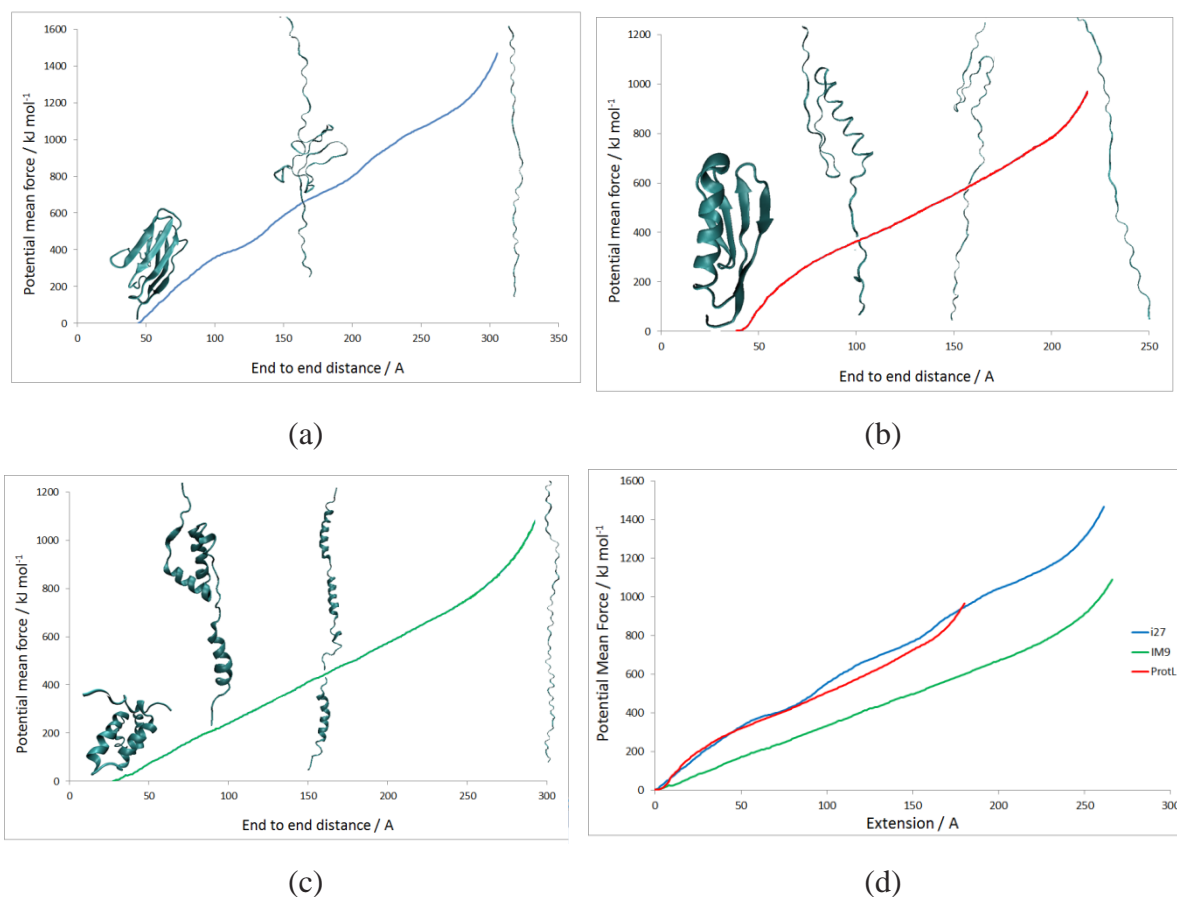 Potential mean force / kJ mol⁻¹
1600
1400
1200
1000
800
600
400
200
0
0 50 100 150 200 250 300 350
End to end distance / A
(a)
Potential mean force / kJ mol⁻¹
1200
1000
800
600
400
200
0
0 50 100 150 200 250
End to end distance / A
(b)
Potential mean force / kJ mol⁻¹
1200
1000
800
600
400
200
0
0 50 100 150 200 250 300
End to end distance / A
(c)
Potential Mean Force / kJ mol⁻¹
1600
1400
1200
1000
800
600
400
200
0
0 50 100 150 200 250 300
Extension / A
i27
IM9
ProtL
(d)